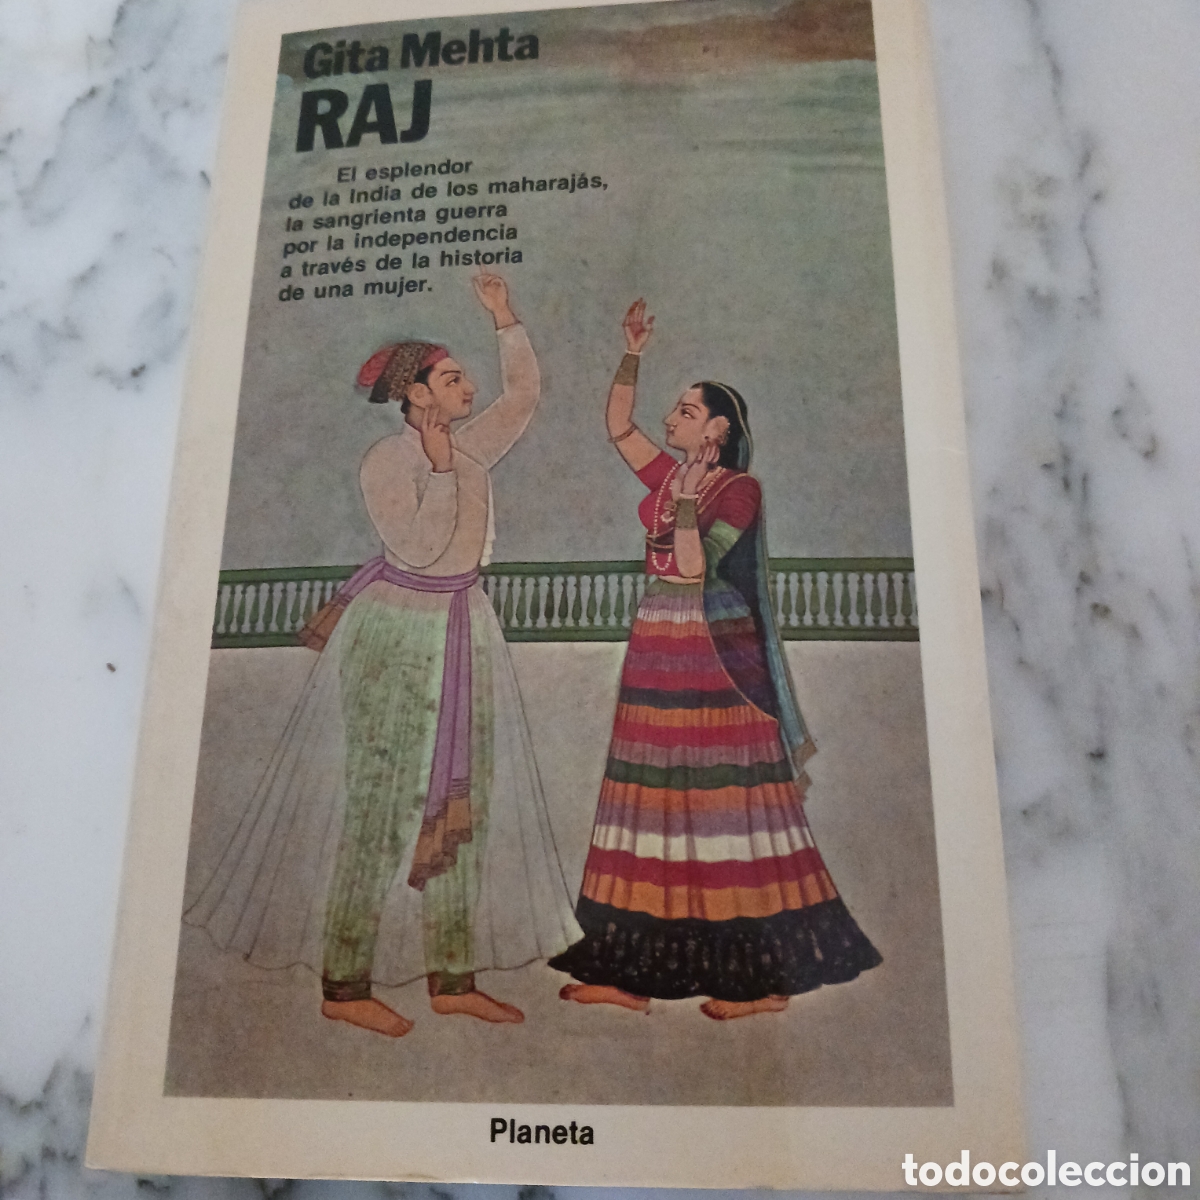 Gita Mehta
RAJ
El esplendor
de la India de los maharajás,
la sangrienta guerra
por la independencia
a través de la historia
de una mujer.
Planeta
todocoleccion